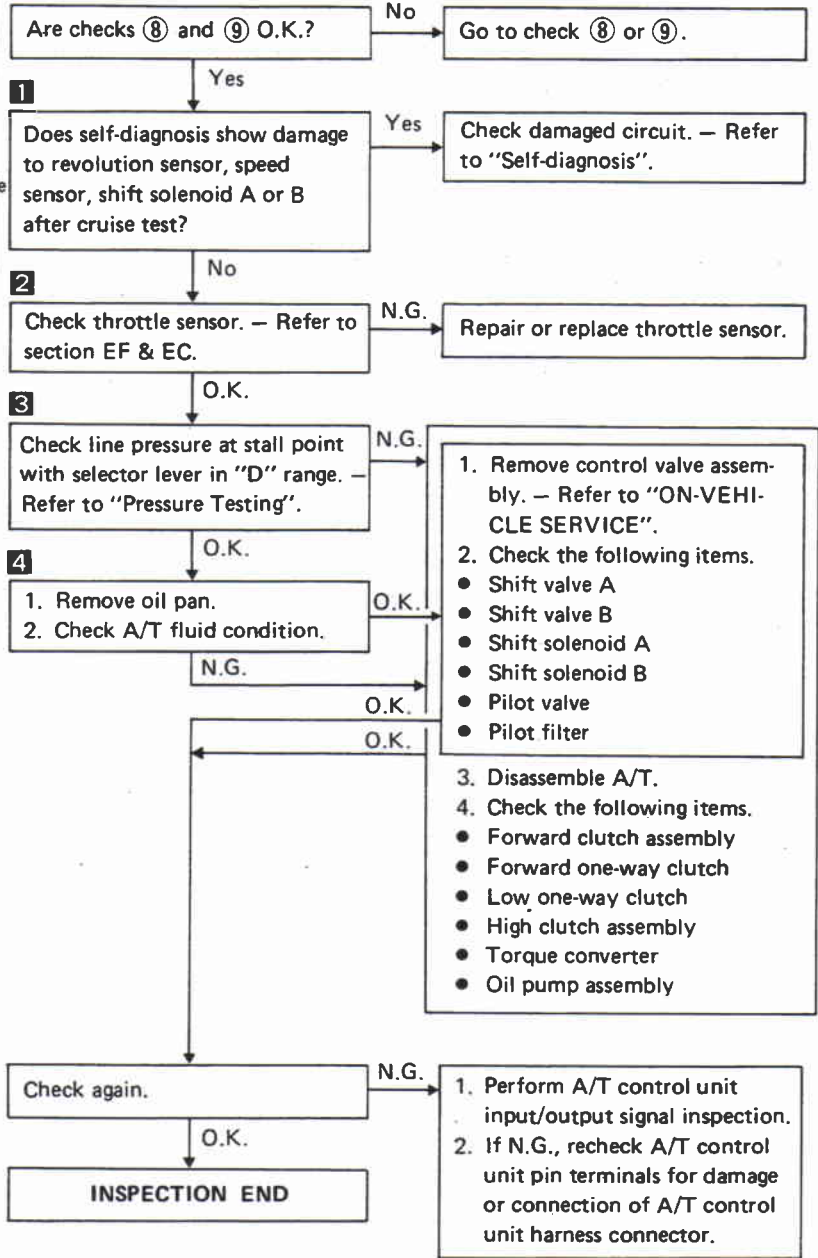 Are checks ⑧ and ⑨ O.K.?
No
Go to check ⑧ or ⑨.
Yes
1
Does self-diagnosis show damage
to revolution sensor, speed
sensor, shift solenoid A or B
after cruise test?
Yes
Check damaged circuit. — Refer
to "Self-diagnosis".
e
No
2
Check throttle sensor. — Refer to
section EF & EC.
N.G.
Repair or replace throttle sensor.
O.K.
3
Check line pressure at stall point
with selector lever in "D" range. —
Refer to "Pressure Testing".
N.G.
O.K.
4
1. Remove oil pan.
2. Check A/T fluid condition.
O.K.
N.G.
O.K.
O.K.
1. Remove control valve assem-
bly. — Refer to "ON-VEHI-
CLE SERVICE".
2. Check the following items.
● Shift valve A
● Shift valve B
● Shift solenoid A
● Shift solenoid B
● Pilot valve
● Pilot filter
3. Disassemble A/T.
4. Check the following items.
● Forward clutch assembly
● Forward one-way clutch
● Low one-way clutch
● High clutch assembly
● Torque converter
● Oil pump assembly
Check again.
N.G.
1. Perform A/T control unit
input/output signal inspection.
2. If N.G., recheck A/T control
unit pin terminals for damage
or connection of A/T control
unit harness connector.
O.K.
INSPECTION END